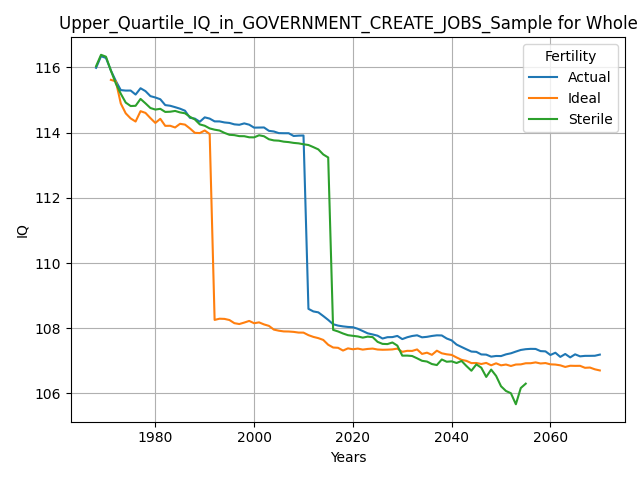 Upper_Quartile_IQ_in_GOVERNMENT_CREATE_JOBS_Sample for Whole
Fertility
Actual
Ideal
Sterile
116
114
112
110
108
106
IQ
1980
2000
2020
2040
2060
Years